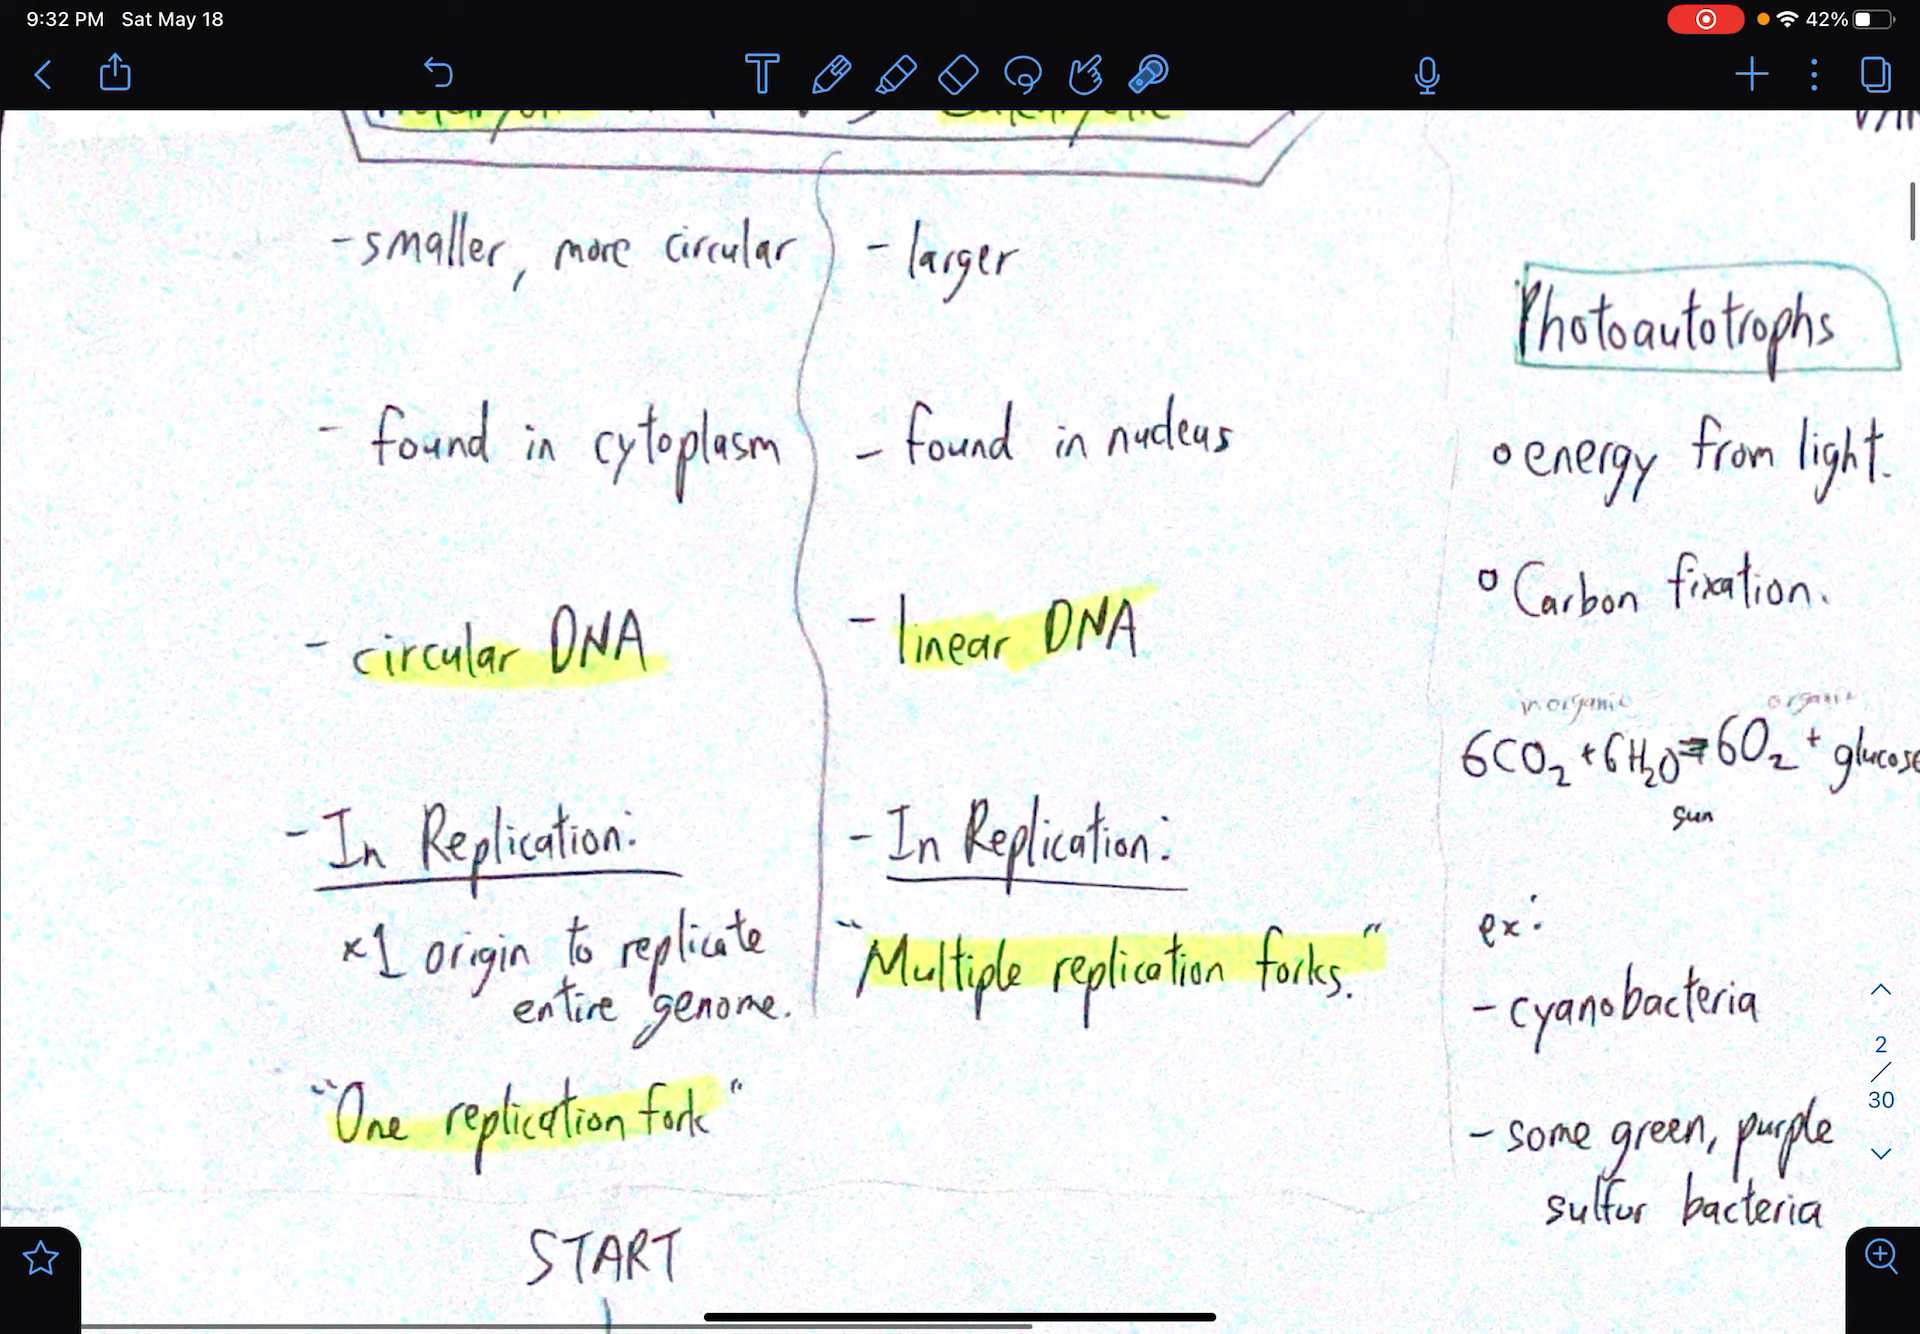 9:32 PM Sat May 18
42%
Eukaryotic
- smaller, more circular
- found in cytoplasm
- circular DNA
- In Replication:
x1 origin to replicate
entire genome.
"One replication fork"
START
- larger
- found in nucleus
- linear DNA
- In Replication:
"Multiple replication forks."
Photoautotrophs
energy from light.
Carbon fixation.
inorganic organic
6CO₂ + 6H₂O = 6O₂ + glucose
sun
ex:
- cyanobacteria
- some green, purple
sulfur bacteria
2
/
30